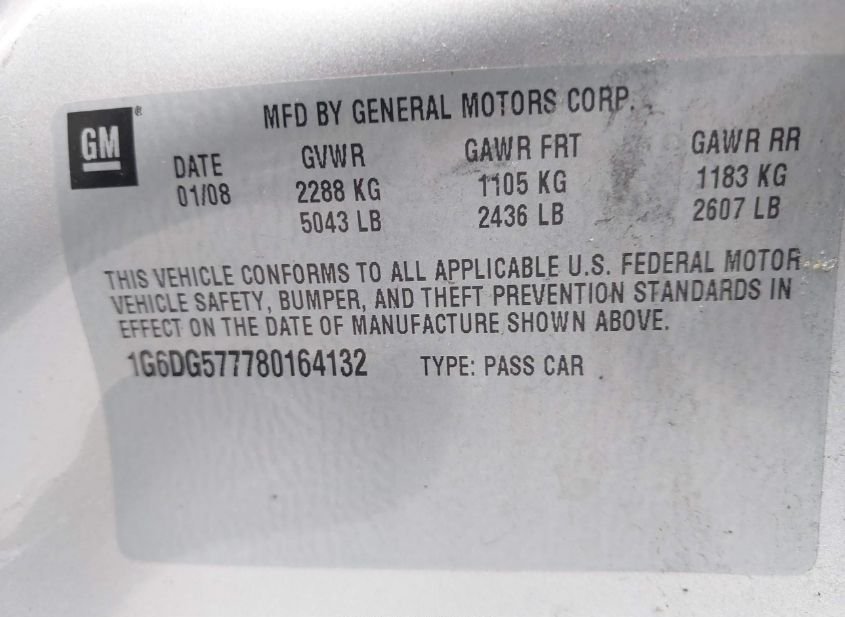 MFD BY GENERAL MOTORS CORP.
GM ®
DATE GVWR GAWR FRT GAWR RR
01/08 2288 KG 1105 KG 1183 KG
5043 LB 2436 LB 2607 LB
THIS VEHICLE CONFORMS TO ALL APPLICABLE U.S. FEDERAL MOTOR
VEHICLE SAFETY, BUMPER, AND THEFT PREVENTION STANDARDS IN
EFFECT ON THE DATE OF MANUFACTURE SHOWN ABOVE.
1G6DG577780164132 TYPE: PASS CAR